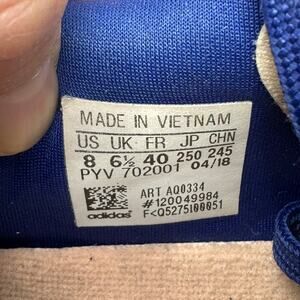 MADE IN VIETNAM
US UK FR JP CHN
8 6½ 40 250 245
PYV 702001 04/18
ART AQ0334
#120049984
F<Q5275I00051
adidas